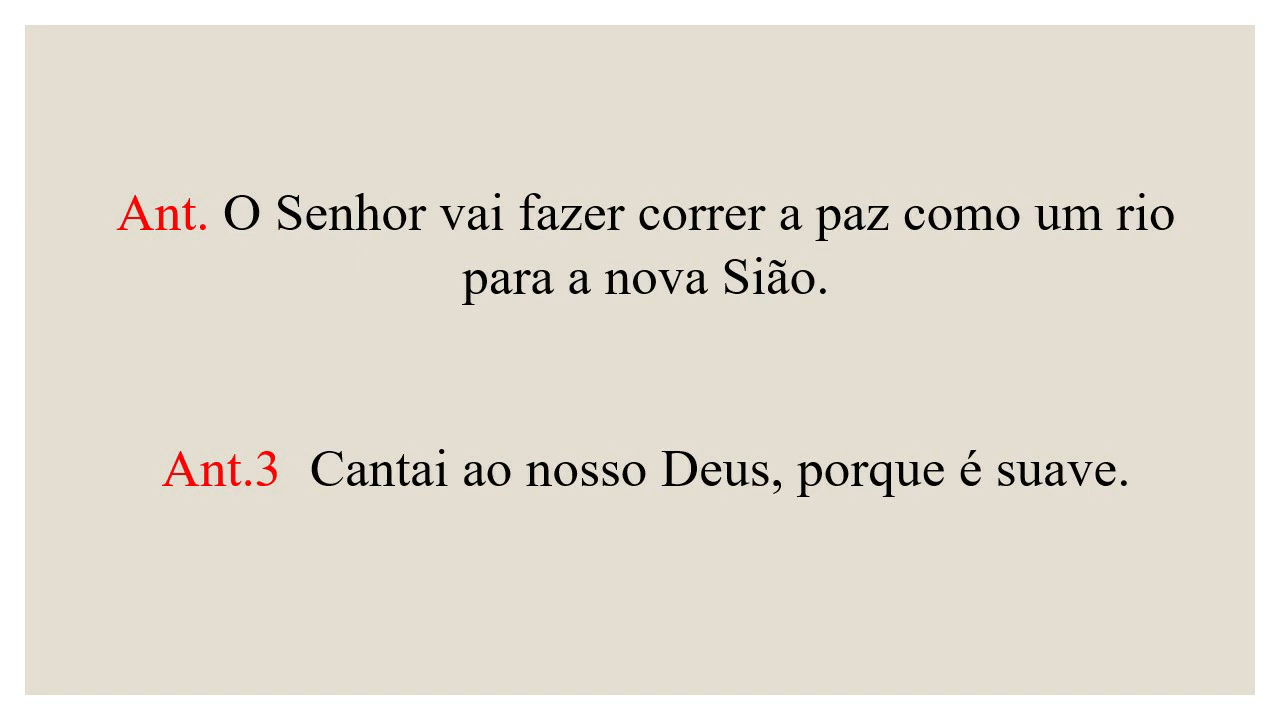 Ant. O Senhor vai fazer correr a paz como um rio
para a nova Sião.
Ant.3 Cantai ao nosso Deus, porque é suave.